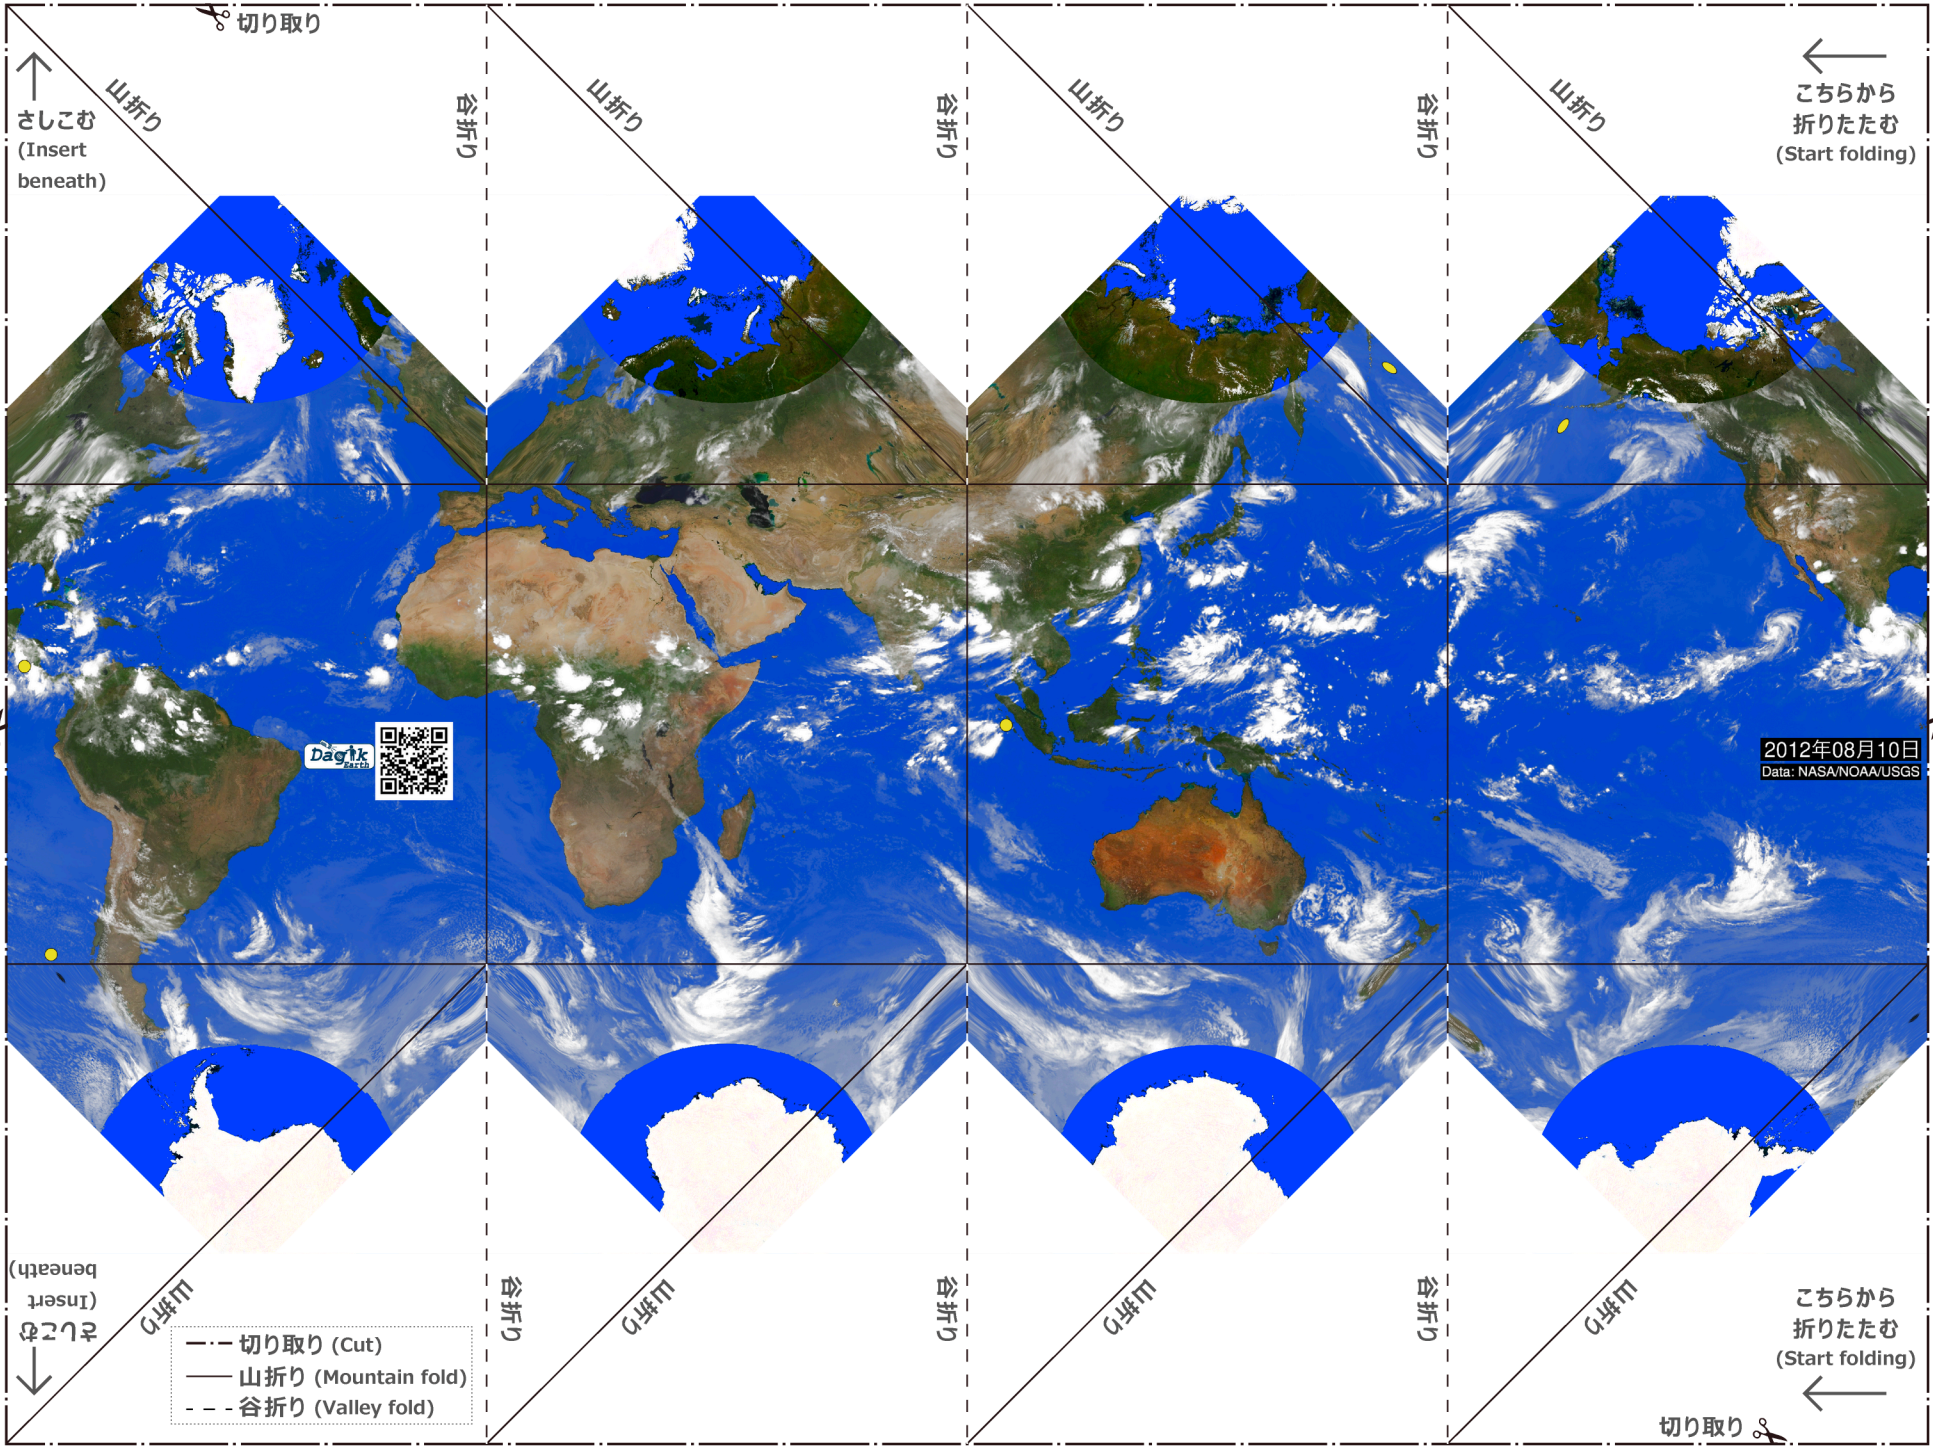 切り取り
山折り
谷折り
山折り
谷折り
山折り
谷折り
山折り
さしこむ
(Insert
beneath)
こちらから
折りたたむ
(Start folding)
Dagik
Earth
2012年08月10日
Data: NASA/NOAA/USGS
さしこむ
(Insert
beneath)
山折り
谷折り
山折り
谷折り
山折り
谷折り
山折り
こちらから
折りたたむ
(Start folding)
切り取り (Cut)
山折り (Mountain fold)
谷折り (Valley fold)
切り取り